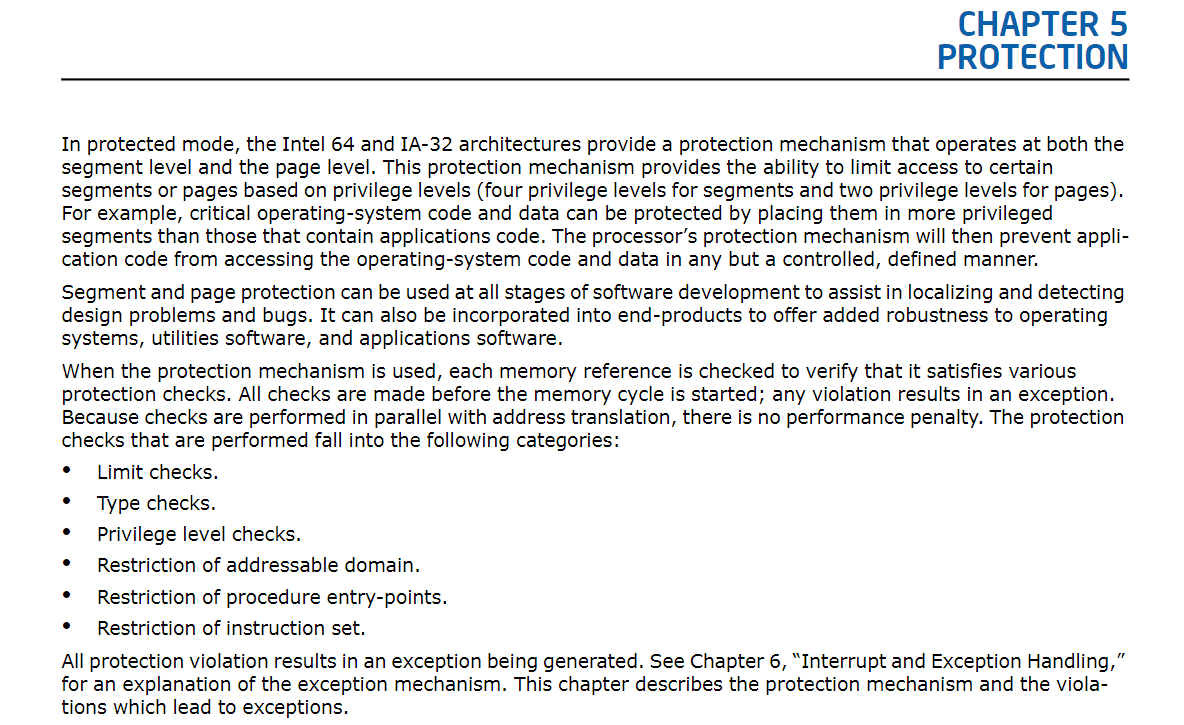 CHAPTER 5
PROTECTION
In protected mode, the Intel 64 and IA-32 architectures provide a protection mechanism that operates at both the
segment level and the page level. This protection mechanism provides the ability to limit access to certain
segments or pages based on privilege levels (four privilege levels for segments and two privilege levels for pages).
For example, critical operating-system code and data can be protected by placing them in more privileged
segments than those that contain applications code. The processor’s protection mechanism will then prevent appli-
cation code from accessing the operating-system code and data in any but a controlled, defined manner.
Segment and page protection can be used at all stages of software development to assist in localizing and detecting
design problems and bugs. It can also be incorporated into end-products to offer added robustness to operating
systems, utilities software, and applications software.
When the protection mechanism is used, each memory reference is checked to verify that it satisfies various
protection checks. All checks are made before the memory cycle is started; any violation results in an exception.
Because checks are performed in parallel with address translation, there is no performance penalty. The protection
checks that are performed fall into the following categories:
• Limit checks.
• Type checks.
• Privilege level checks.
• Restriction of addressable domain.
• Restriction of procedure entry-points.
• Restriction of instruction set.
All protection violation results in an exception being generated. See Chapter 6, “Interrupt and Exception Handling,”
for an explanation of the exception mechanism. This chapter describes the protection mechanism and the viola-
tions which lead to exceptions.